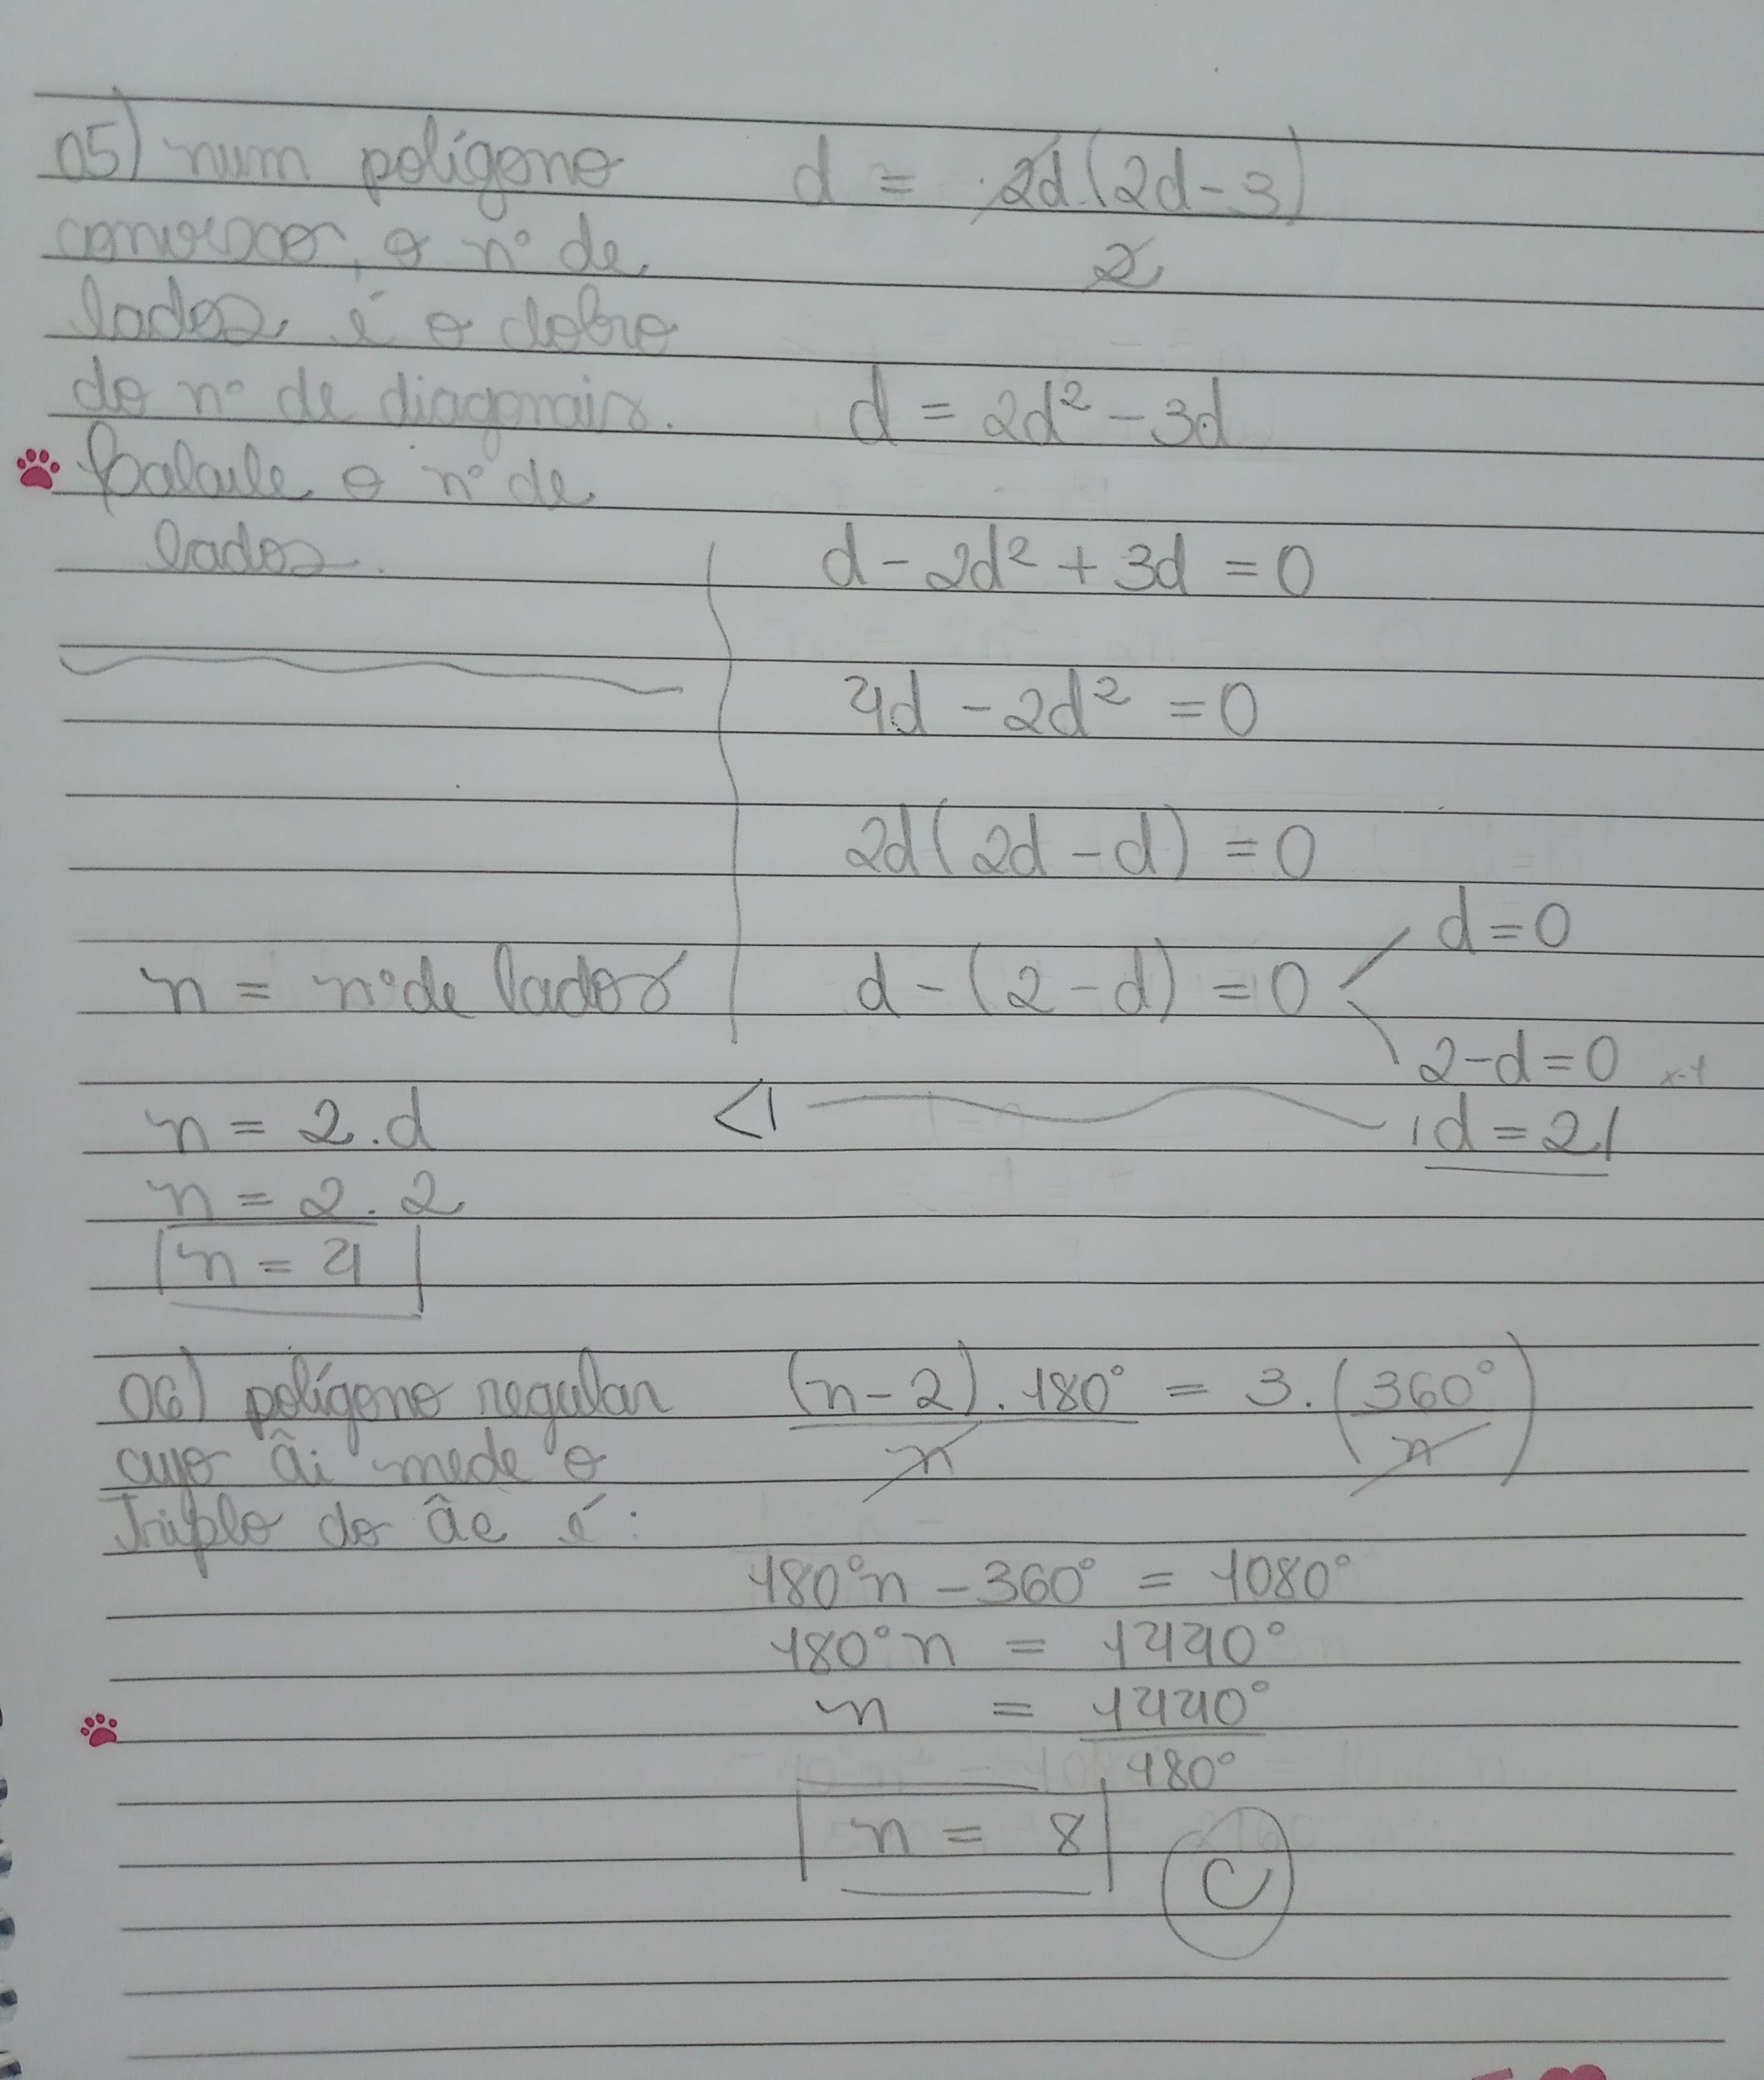 05) num polígono
convexo, o nº de
lados é o dobro
do nº de diagonais.
Calcule o nº de
lados.
d = 2d(2d-3)
2
d = 2d² - 3d
d - 2d² + 3d = 0
4d - 2d² = 0
2d(2d - d) = 0
d - (2 - d) = 0
d = 0
2 - d = 0 x-1
d = 2
n = nº de lados
n = 2.d
n = 2.2
n = 4
06) polígono regular
cujo âi mede o
Triplo do âe é:
(n-2).180° = 3.(360°)
n n
180°n - 360° = 1080°
180°n = 1440°
n = 1440°
180°
n = 8
C